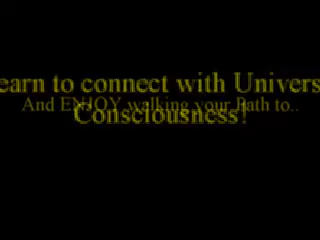 earn to connect with Univers
And ENJOY walking your Path to..
Consciousness!